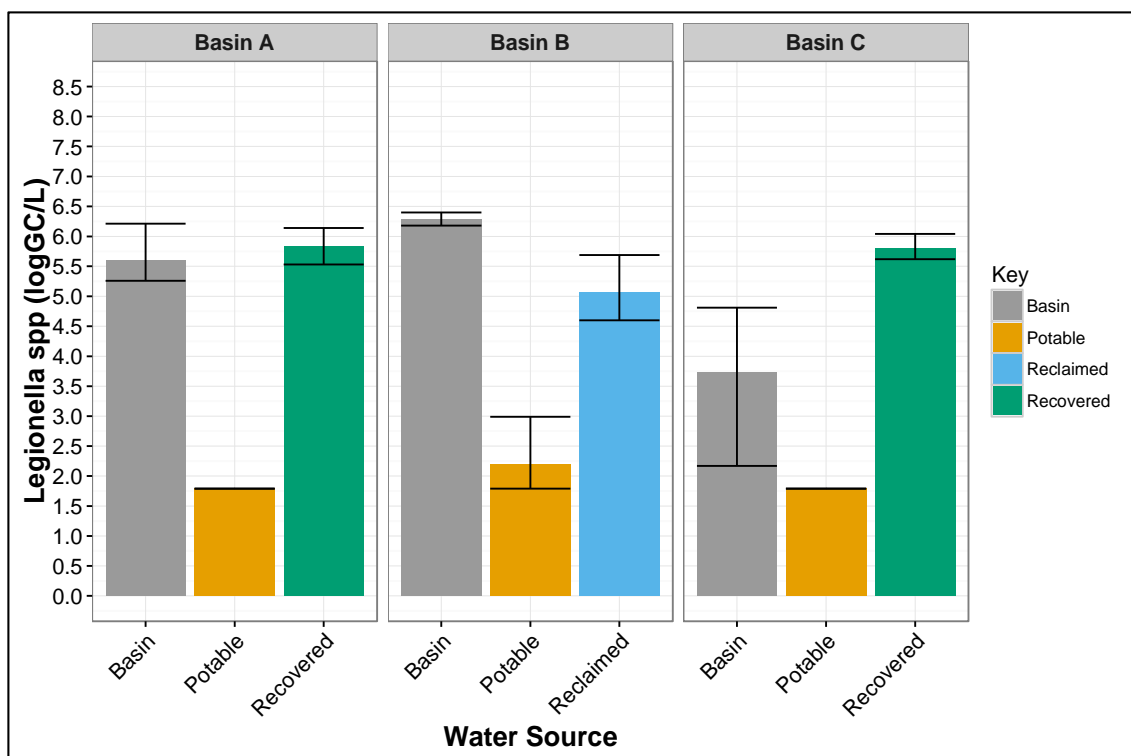 Basin A
Basin B
Basin C
Legionella spp (logGC/L)
8.5
8.0
7.5
7.0
6.5
6.0
5.5
5.0
4.5
4.0
3.5
3.0
2.5
2.0
1.5
1.0
0.5
0.0
Basin
Potable
Recovered
Basin
Potable
Reclaimed
Basin
Potable
Recovered
Water Source
Key
Basin
Potable
Reclaimed
Recovered